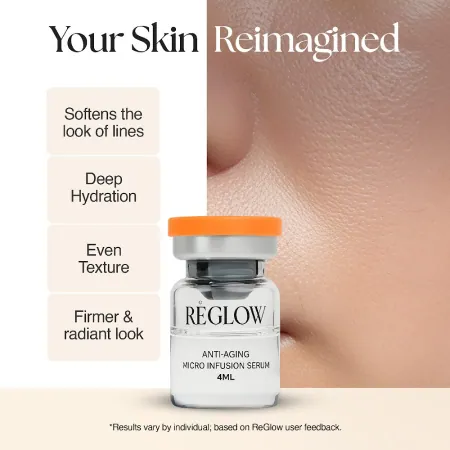 Your Skin Reimagined
Softens the
look of lines
Deep
Hydration
Even
Texture
Firmer &
radiant look
RĒGLOW
ANTI-AGING
MICRO INFUSION SERUM
4ML
*Results vary by individual; based on ReGlow user feedback.